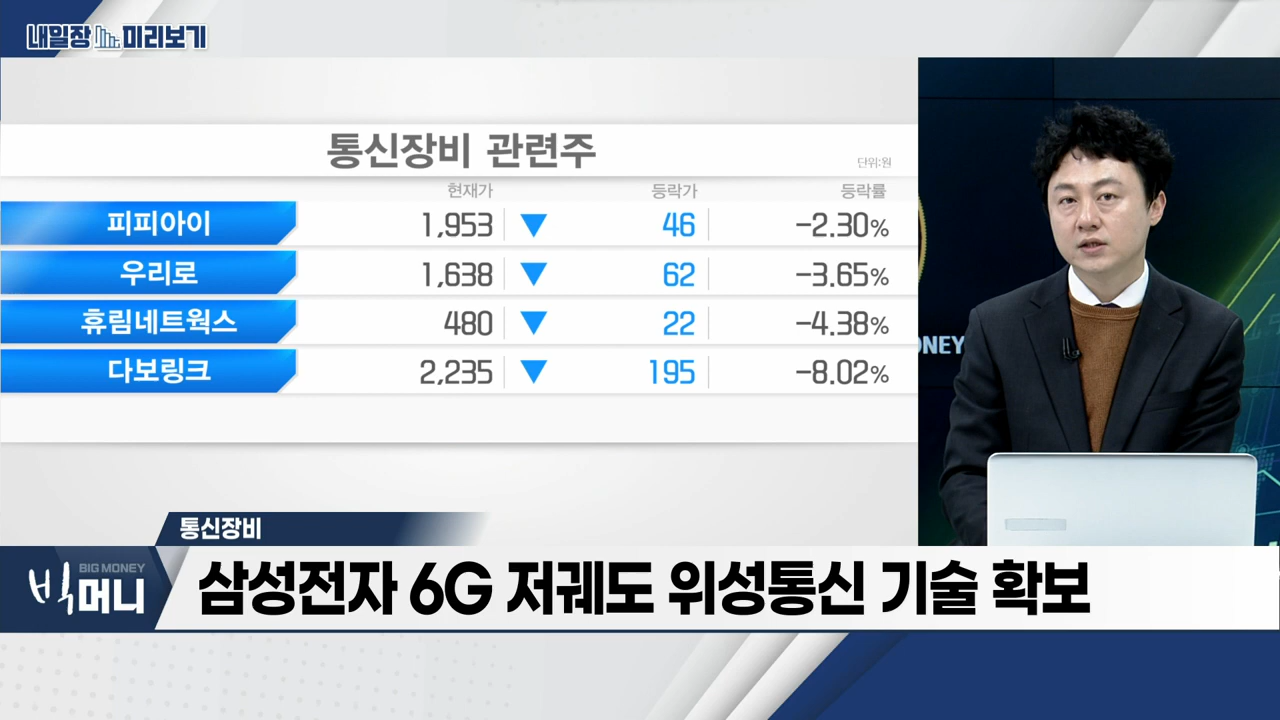 내일장 미리보기
통신장비 관련주
단위:원
현재가 등락가 등락률
피피아이 1,953 ▼ 46 -2.30%
우리로 1,638 ▼ 62 -3.65%
휴림네트웍스 480 ▼ 22 -4.38%
다보링크 2,235 ▼ 195 -8.02%
ONEY
통신장비
BIG MONEY
빅머니
삼성전자 6G 저궤도 위성통신 기술 확보